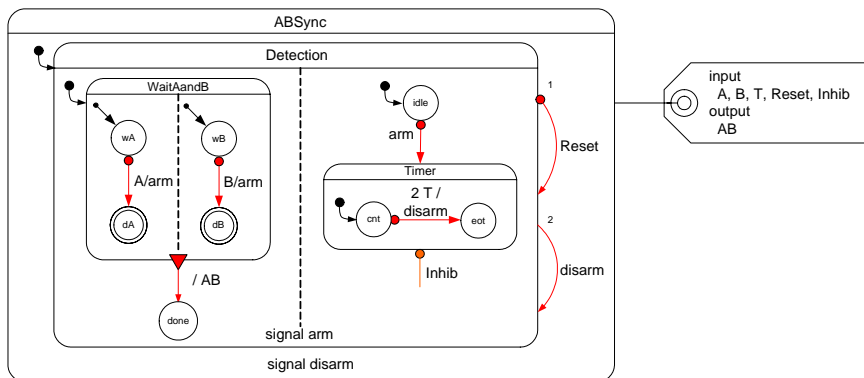 ABSync
Detection
WaitAandB
wA
wB
A/arm
B/arm
dA
dB
/ AB
done
idle
arm
Timer
2 T /
disarm
cnt
eot
Inhib
signal arm
1
Reset
2
disarm
signal disarm
input
A, B, T, Reset, Inhib
output
AB